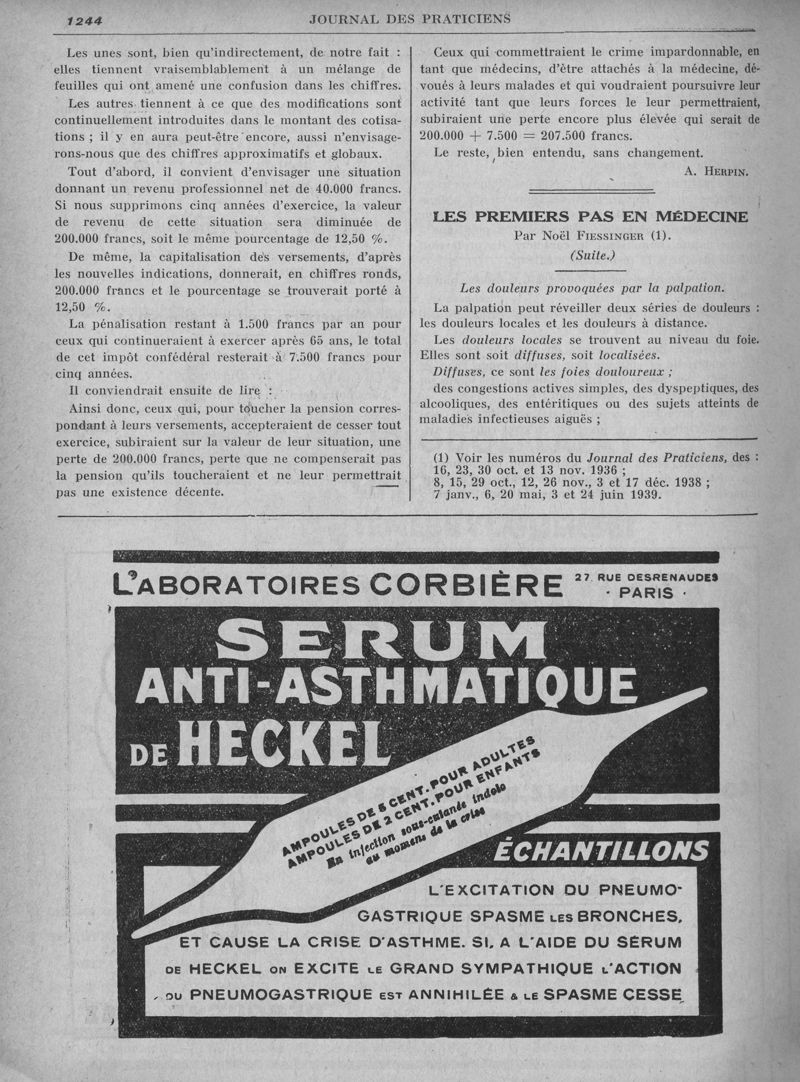 1244
JOURNAL DES PRATICIENS
Les unes sont, bien qu'indirectement, de notre fait :
elles tiennent vraisemblablement à un mélange de
feuilles qui ont amené une confusion dans les chiffres.
Les autres tiennent à ce que des modifications sont
continuellement introduites dans le montant des cotisa-
tions ; il y en aura peut-être encore, aussi n'envisage-
rons-nous que des chiffres approximatifs et globaux.
Tout d'abord, il convient d'envisager une situation
donnant un revenu professionnel net de 40.000 francs.
Si nous supprimons cinq années d'exercice, la valeur
de revenu de cette situation sera diminuée de
200.000 francs, soit le même pourcentage de 12,50 %.
De même, la capitalisation des versements, d'après
les nouvelles indications, donnerait, en chiffres ronds,
200.000 francs et le pourcentage se trouverait porté à
12,50 %.
La pénalisation restant à 1.500 francs par an pour
ceux qui continueraient à exercer après 65 ans, le total
de cet impôt confédéral resterait à 7.500 francs pour
cinq années.
Il conviendrait ensuite de lire :
Ainsi donc, ceux qui, pour toucher la pension corres-
pondant à leurs versements, accepteraient de cesser tout
exercice, subiraient sur la valeur de leur situation, une
perte de 200.000 francs, perte que ne compenserait pas
la pension qu'ils toucheraient et ne leur permettrait
pas une existence décente.
Ceux qui commettraient le crime impardonnable, en
tant que médecins, d'être attachés à la médecine, dé-
voués à leurs malades et qui voudraient poursuivre leur
activité tant que leurs forces le leur permettraient,
subiraient une perte encore plus élevée qui serait de
200.000 + 7.500 = 207.500 francs.
Le reste, bien entendu, sans changement.
A. HERPIN.
LES PREMIERS PAS EN MÉDECINE
Par Noël FIESSINGER (1).
(Suite.)
Les douleurs provoquées par la palpation.
La palpation peut réveiller deux séries de douleurs :
les douleurs locales et les douleurs à distance.
Les douleurs locales se trouvent au niveau du foie.
Elles sont soit diffuses, soit localisées.
Diffuses, ce sont les foies douloureux ;
des congestions actives simples, des dyspeptiques, des
alcooliques, des entéritiques ou des sujets atteints de
maladies infectieuses aiguës ;
(1) Voir les numéros du Journal des Praticiens, des :
16, 23, 30 oct. et 13 nov. 1936 ;
8, 15, 29 oct., 12, 26 nov., 3 et 17 déc. 1938 ;
7 janv., 6, 20 mai, 3 et 24 juin 1939.
L'ABORATOIRES CORBIÈRE
27. RUE DESRENAUDES
· PARIS ·
SERUM
ANTI-ASTHMATIQUE
DE HECKEL
AMPOULES DE 5 CENT. POUR ADULTES
AMPOULES DE 2 CENT. POUR ENFANTS
En injection sous-cutanée indolo
au moment de la crise
ÉCHANTILLONS
L'EXCITATION DU PNEUMO-
GASTRIQUE SPASME LES BRONCHES,
ET CAUSE LA CRISE D'ASTHME. SI, A L'AIDE DU SÉRUM
DE HECKEL ON EXCITE LE GRAND SYMPATHIQUE L'ACTION
DU PNEUMOGASTRIQUE EST ANNIHILÉE & LE SPASME CESSE